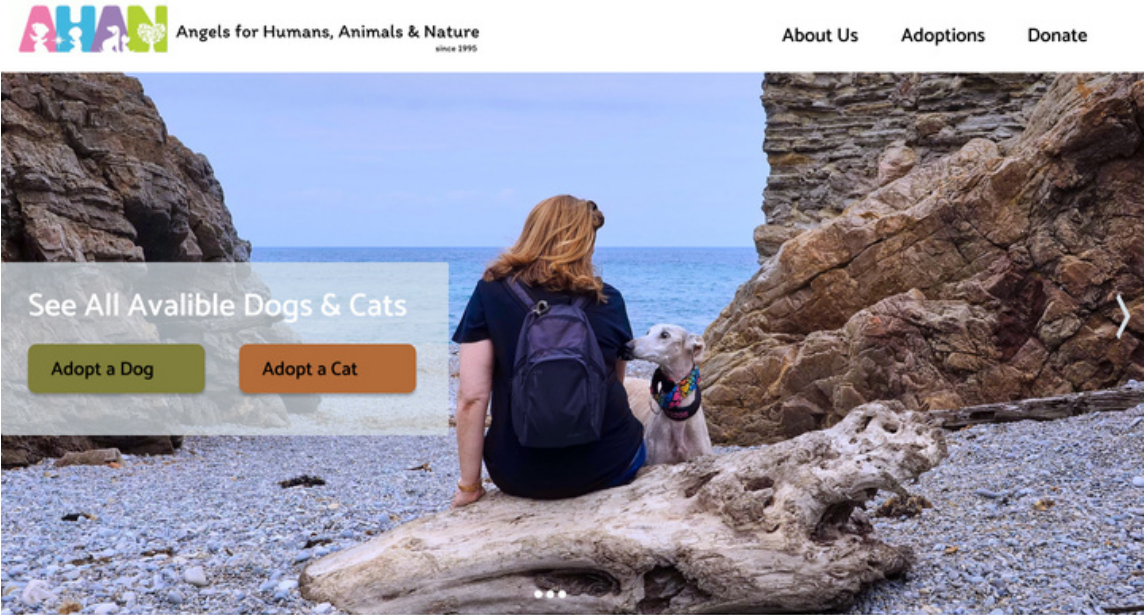 AHAN
Angels for Humans, Animals & Nature
since 1995
About Us
Adoptions
Donate
See All Avalible Dogs & Cats
Adopt a Dog
Adopt a Cat